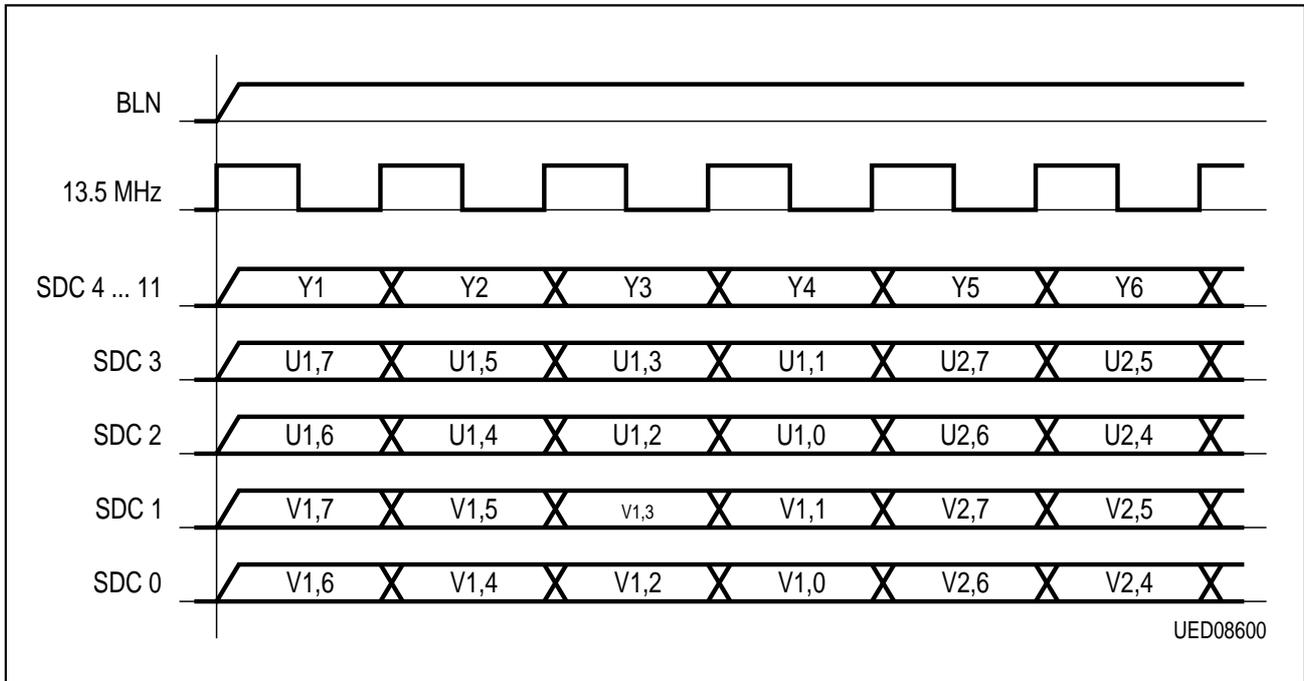 BLN
13.5 MHz
SDC 4 ... 11 Y1 Y2 Y3 Y4 Y5 Y6
SDC 3 U1,7 U1,5 U1,3 U1,1 U2,7 U2,5
SDC 2 U1,6 U1,4 U1,2 U1,0 U2,6 U2,4
SDC 1 V1,7 V1,5 V1,3 V1,1 V2,7 V2,5
SDC 0 V1,6 V1,4 V1,2 V1,0 V2,6 V2,4
UED08600